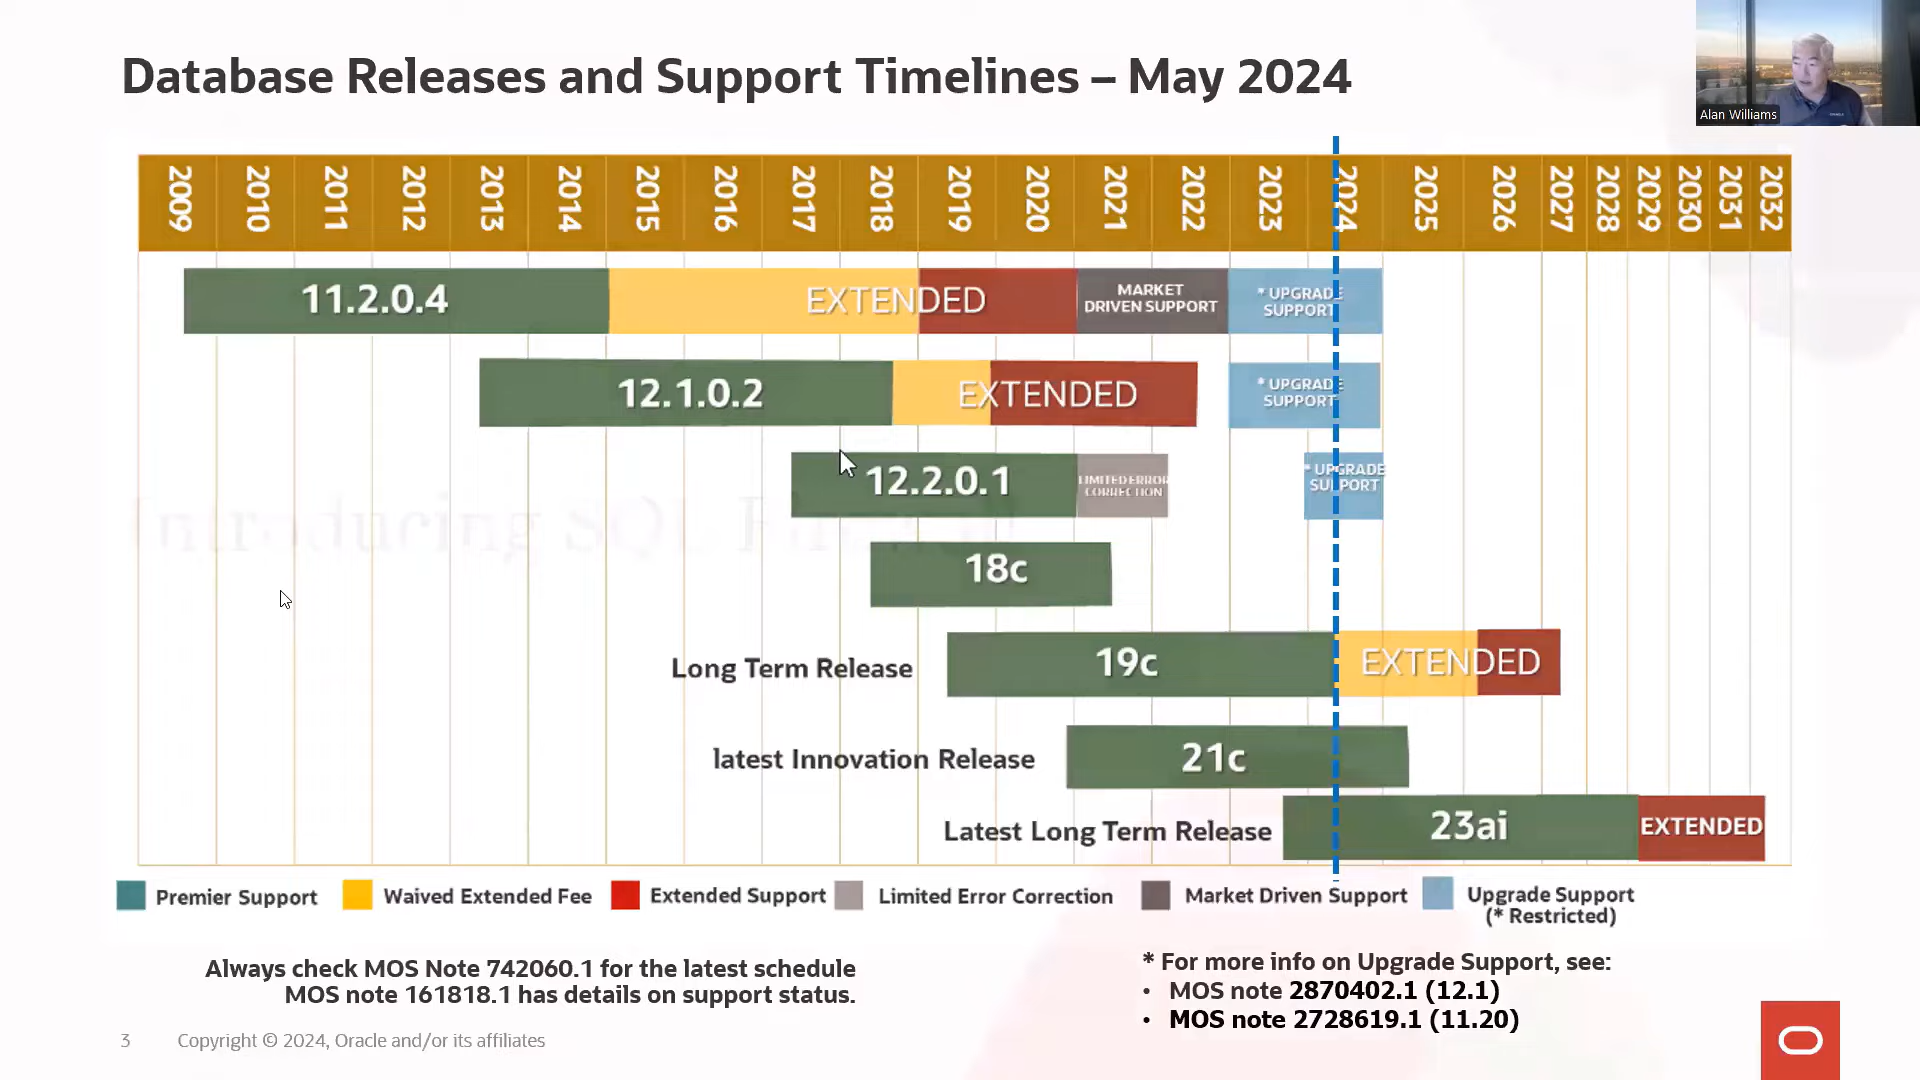 Database Releases and Support Timelines – May 2024
Alan Williams
2009 2010 2011 2012 2013 2014 2015 2016 2017 2018 2019 2020 2021 2022 2023 2024 2025 2026 2027 2028 2029 2030 2031 2032
11.2.0.4 EXTENDED MARKET
DRIVEN SUPPORT
* UPGRADE
SUPPORT
12.1.0.2 EXTENDED
* UPGRADE
SUPPORT
12.2.0.1
LIMITED ERROR
CORRECTION
* UPGRADE
SUPPORT
Introducing SQL
18c
Long Term Release 19c EXTENDED
latest Innovation Release 21c
Latest Long Term Release 23ai EXTENDED
Premier Support Waived Extended Fee Extended Support Limited Error Correction Market Driven Support Upgrade Support
(* Restricted)
Always check MOS Note 742060.1 for the latest schedule
MOS note 161818.1 has details on support status.
* For more info on Upgrade Support, see:
• MOS note 2870402.1 (12.1)
• MOS note 2728619.1 (11.20)
3 Copyright © 2024, Oracle and/or its affiliates